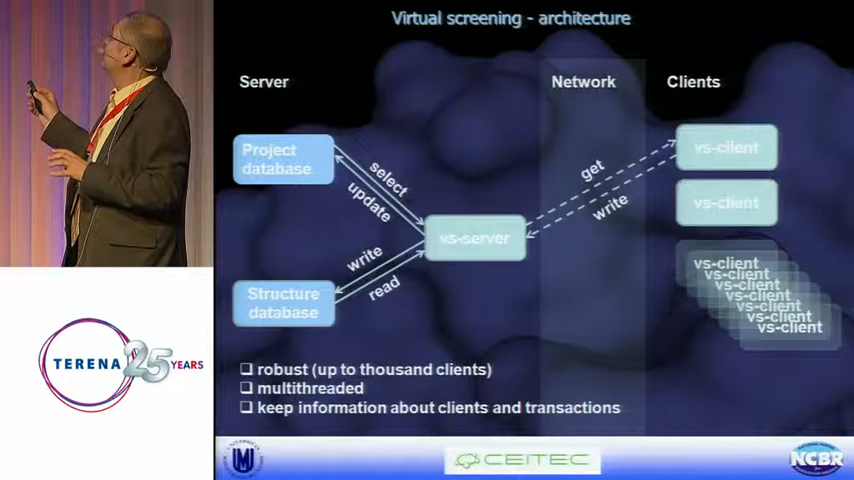 Virtual screening - architecture
Server
Network
Clients
Project
database
select
update
get
write
vs-client
vs-client
vs-server
write
read
Structure
database
vs-client
vs-client
vs-client
vs-client
vs-client
vs-client
vs-client
robust (up to thousand clients)
multithreaded
keep information about clients and transactions
TERENA 25 YEARS
CEITEC
NCBR